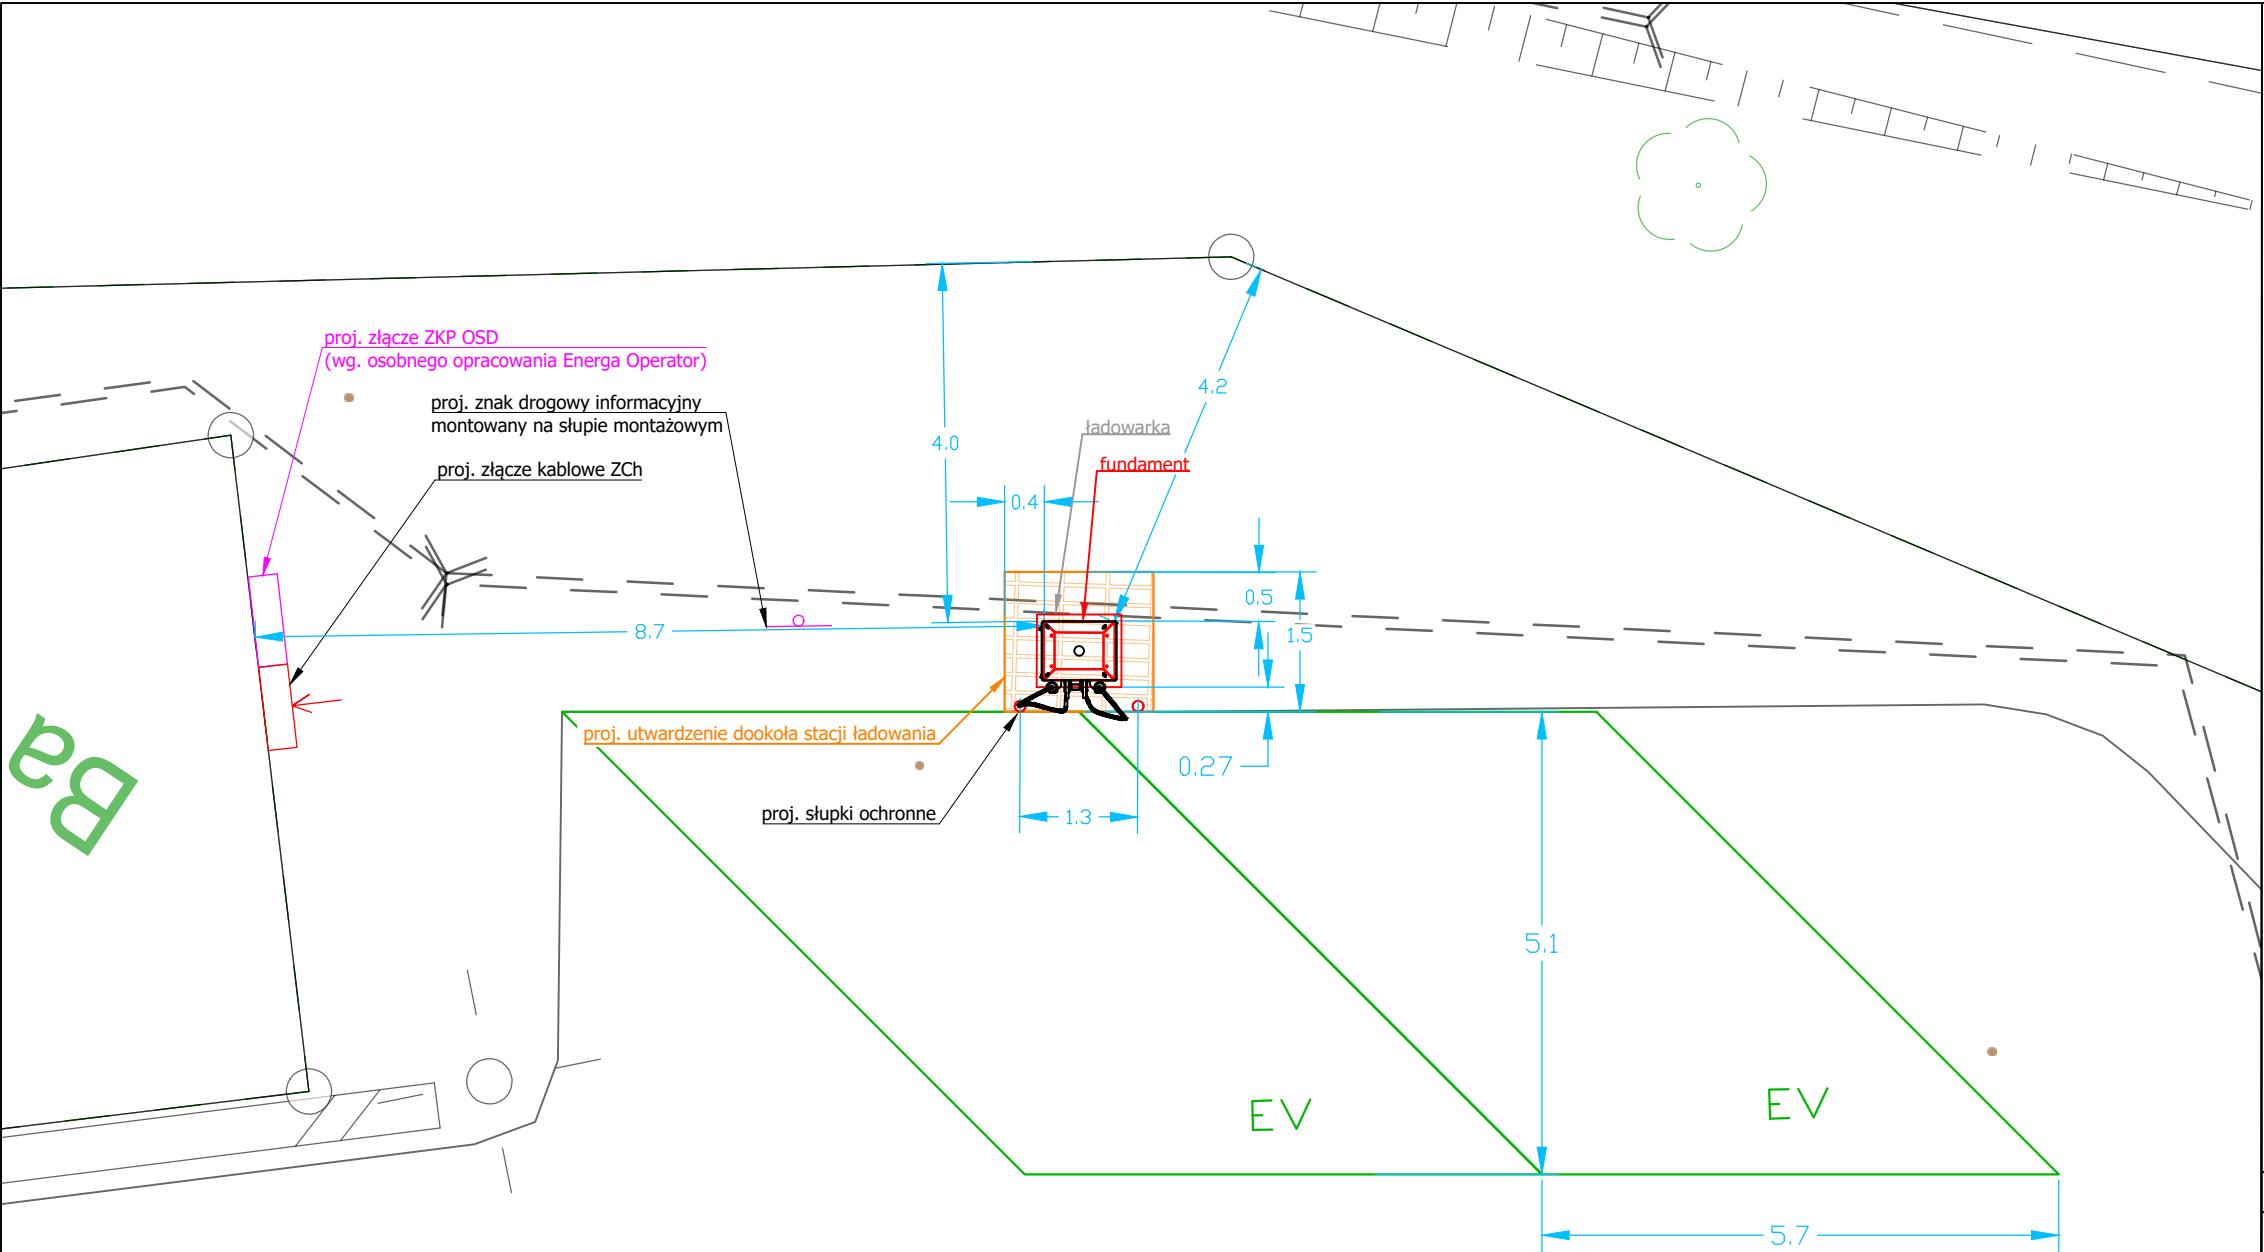 proj. złącze ZKP OSD
(wg. osobnego opracowania Energa Operator)
proj. znak drogowy informacyjny
montowany na słupie montażowym
proj. złącze kablowe ZCh
4.2
4.0
ładowarka
fundament
0.4
0.5
1.5
8.7
proj. utwardzenie dookoła stacji ładowania
0.27
proj. słupki ochronne
1.3
Ba
5.1
EV
EV
5.7